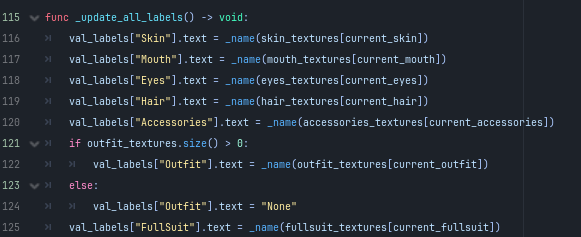 115 func _update_all_labels() -> void:
116 val_labels["Skin"].text = _name(skin_textures[current_skin])
117 val_labels["Mouth"].text = _name(mouth_textures[current_mouth])
118 val_labels["Eyes"].text = _name(eyes_textures[current_eyes])
119 val_labels["Hair"].text = _name(hair_textures[current_hair])
120 val_labels["Accessories"].text = _name(accessories_textures[current_accessories])
121 if outfit_textures.size() > 0:
122 val_labels["Outfit"].text = _name(outfit_textures[current_outfit])
123 else:
124 val_labels["Outfit"].text = "None"
125 val_labels["FullSuit"].text = _name(fullsuit_textures[current_fullsuit])